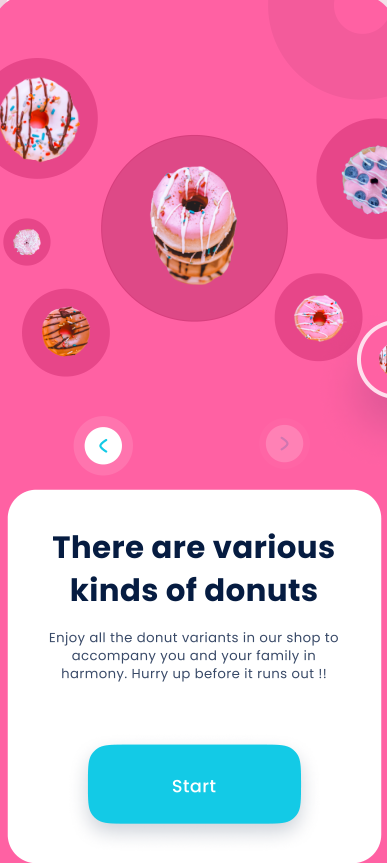 There are various
kinds of donuts
Enjoy all the donut variants in our shop to
accompany you and your family in
harmony. Hurry up before it runs out !!
Start